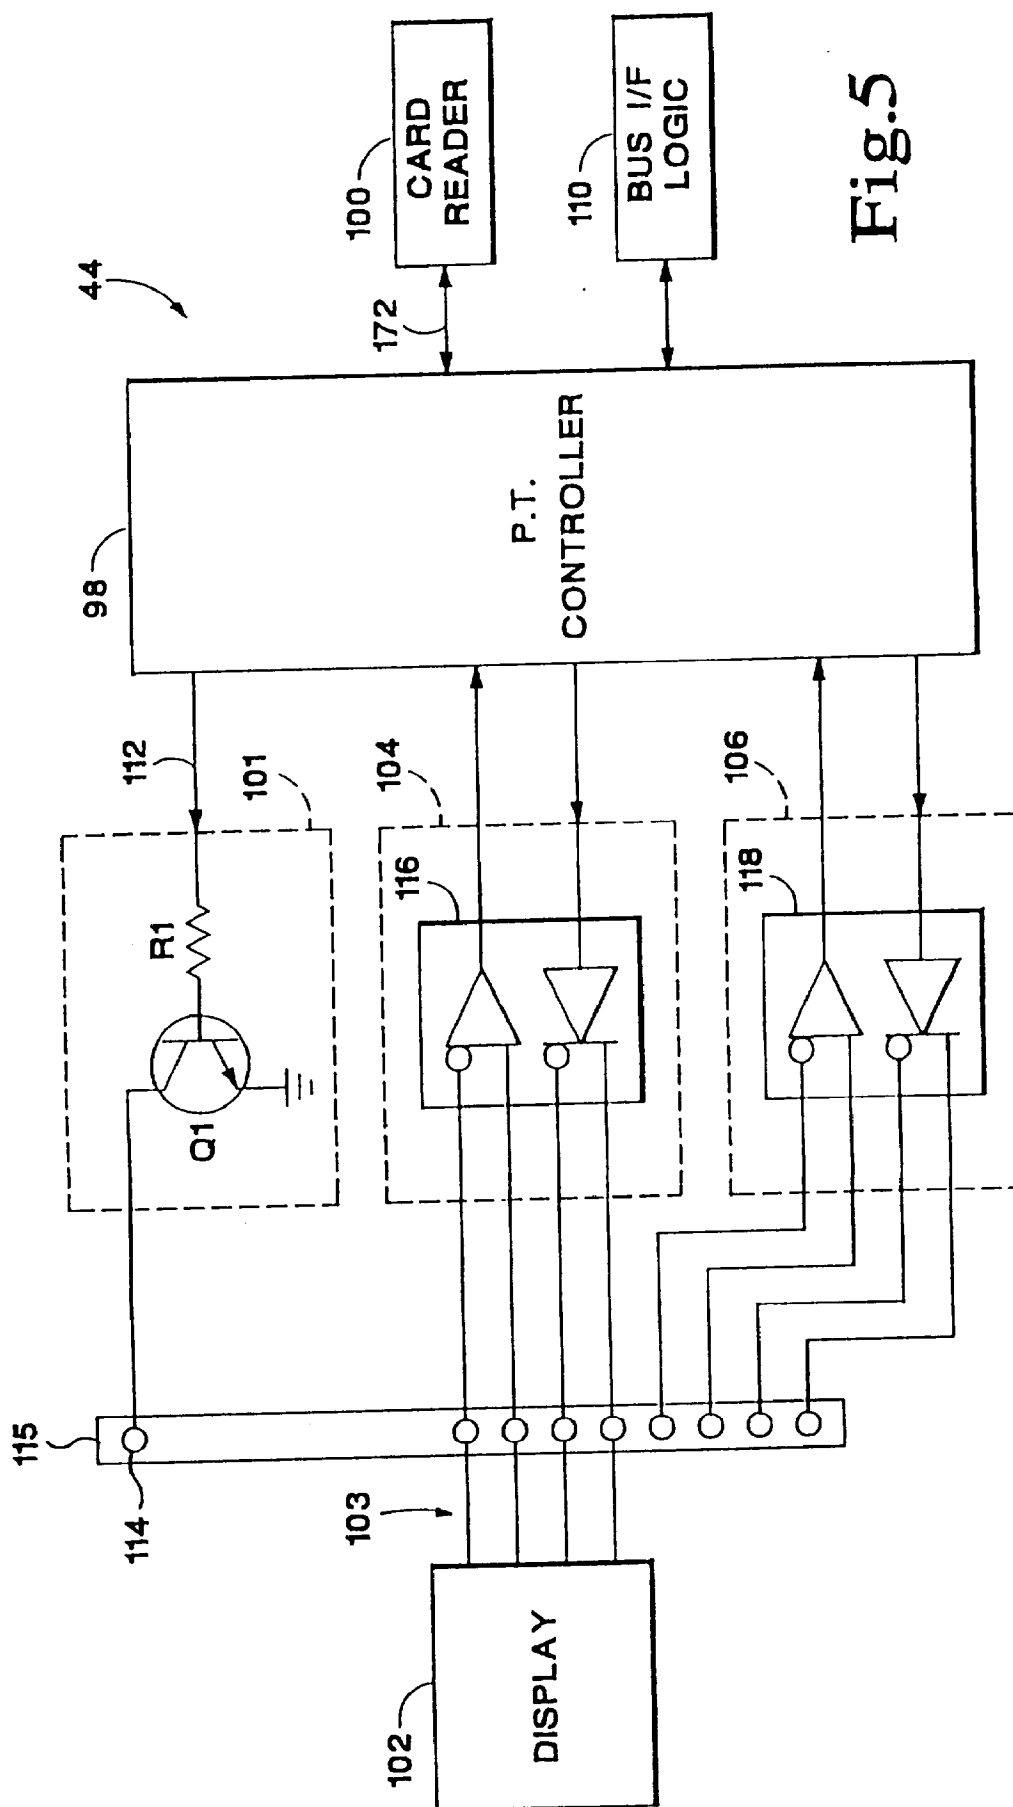 44
98
P.T.
CONTROLLER
100
CARD
READER
172
110
BUS I/F
LOGIC
112
101
R1
Q1
104
116
106
118
115
114
103
102
DISPLAY
Fig.5